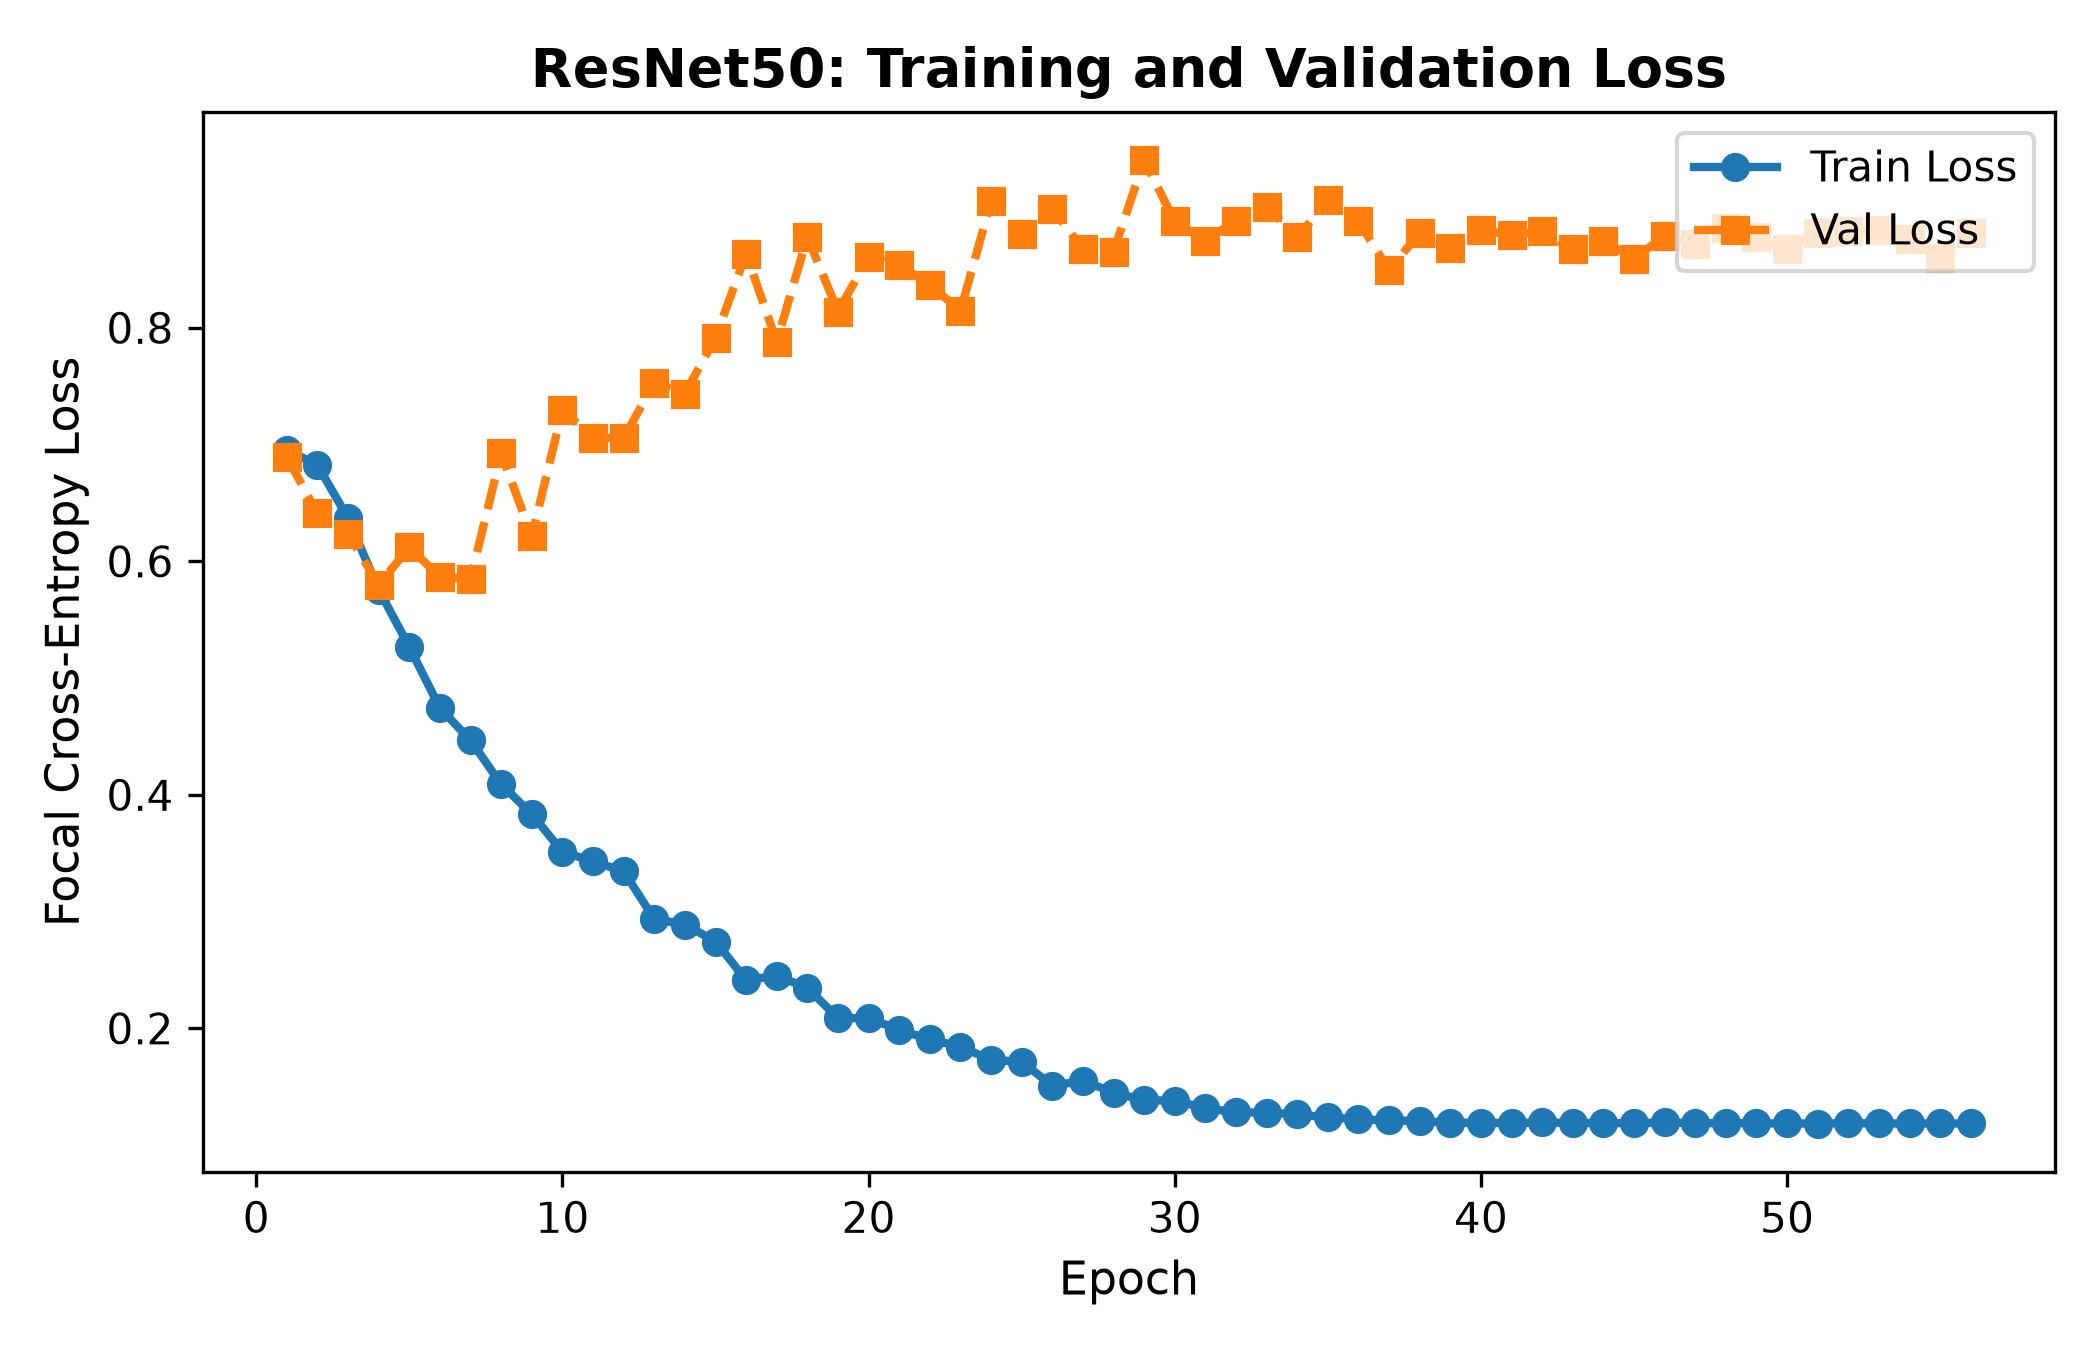 ResNet50: Training and Validation Loss
Train Loss
Val Loss
Focal Cross-Entropy Loss
0.8
0.6
0.4
0.2
0 10 20 30 40 50
Epoch